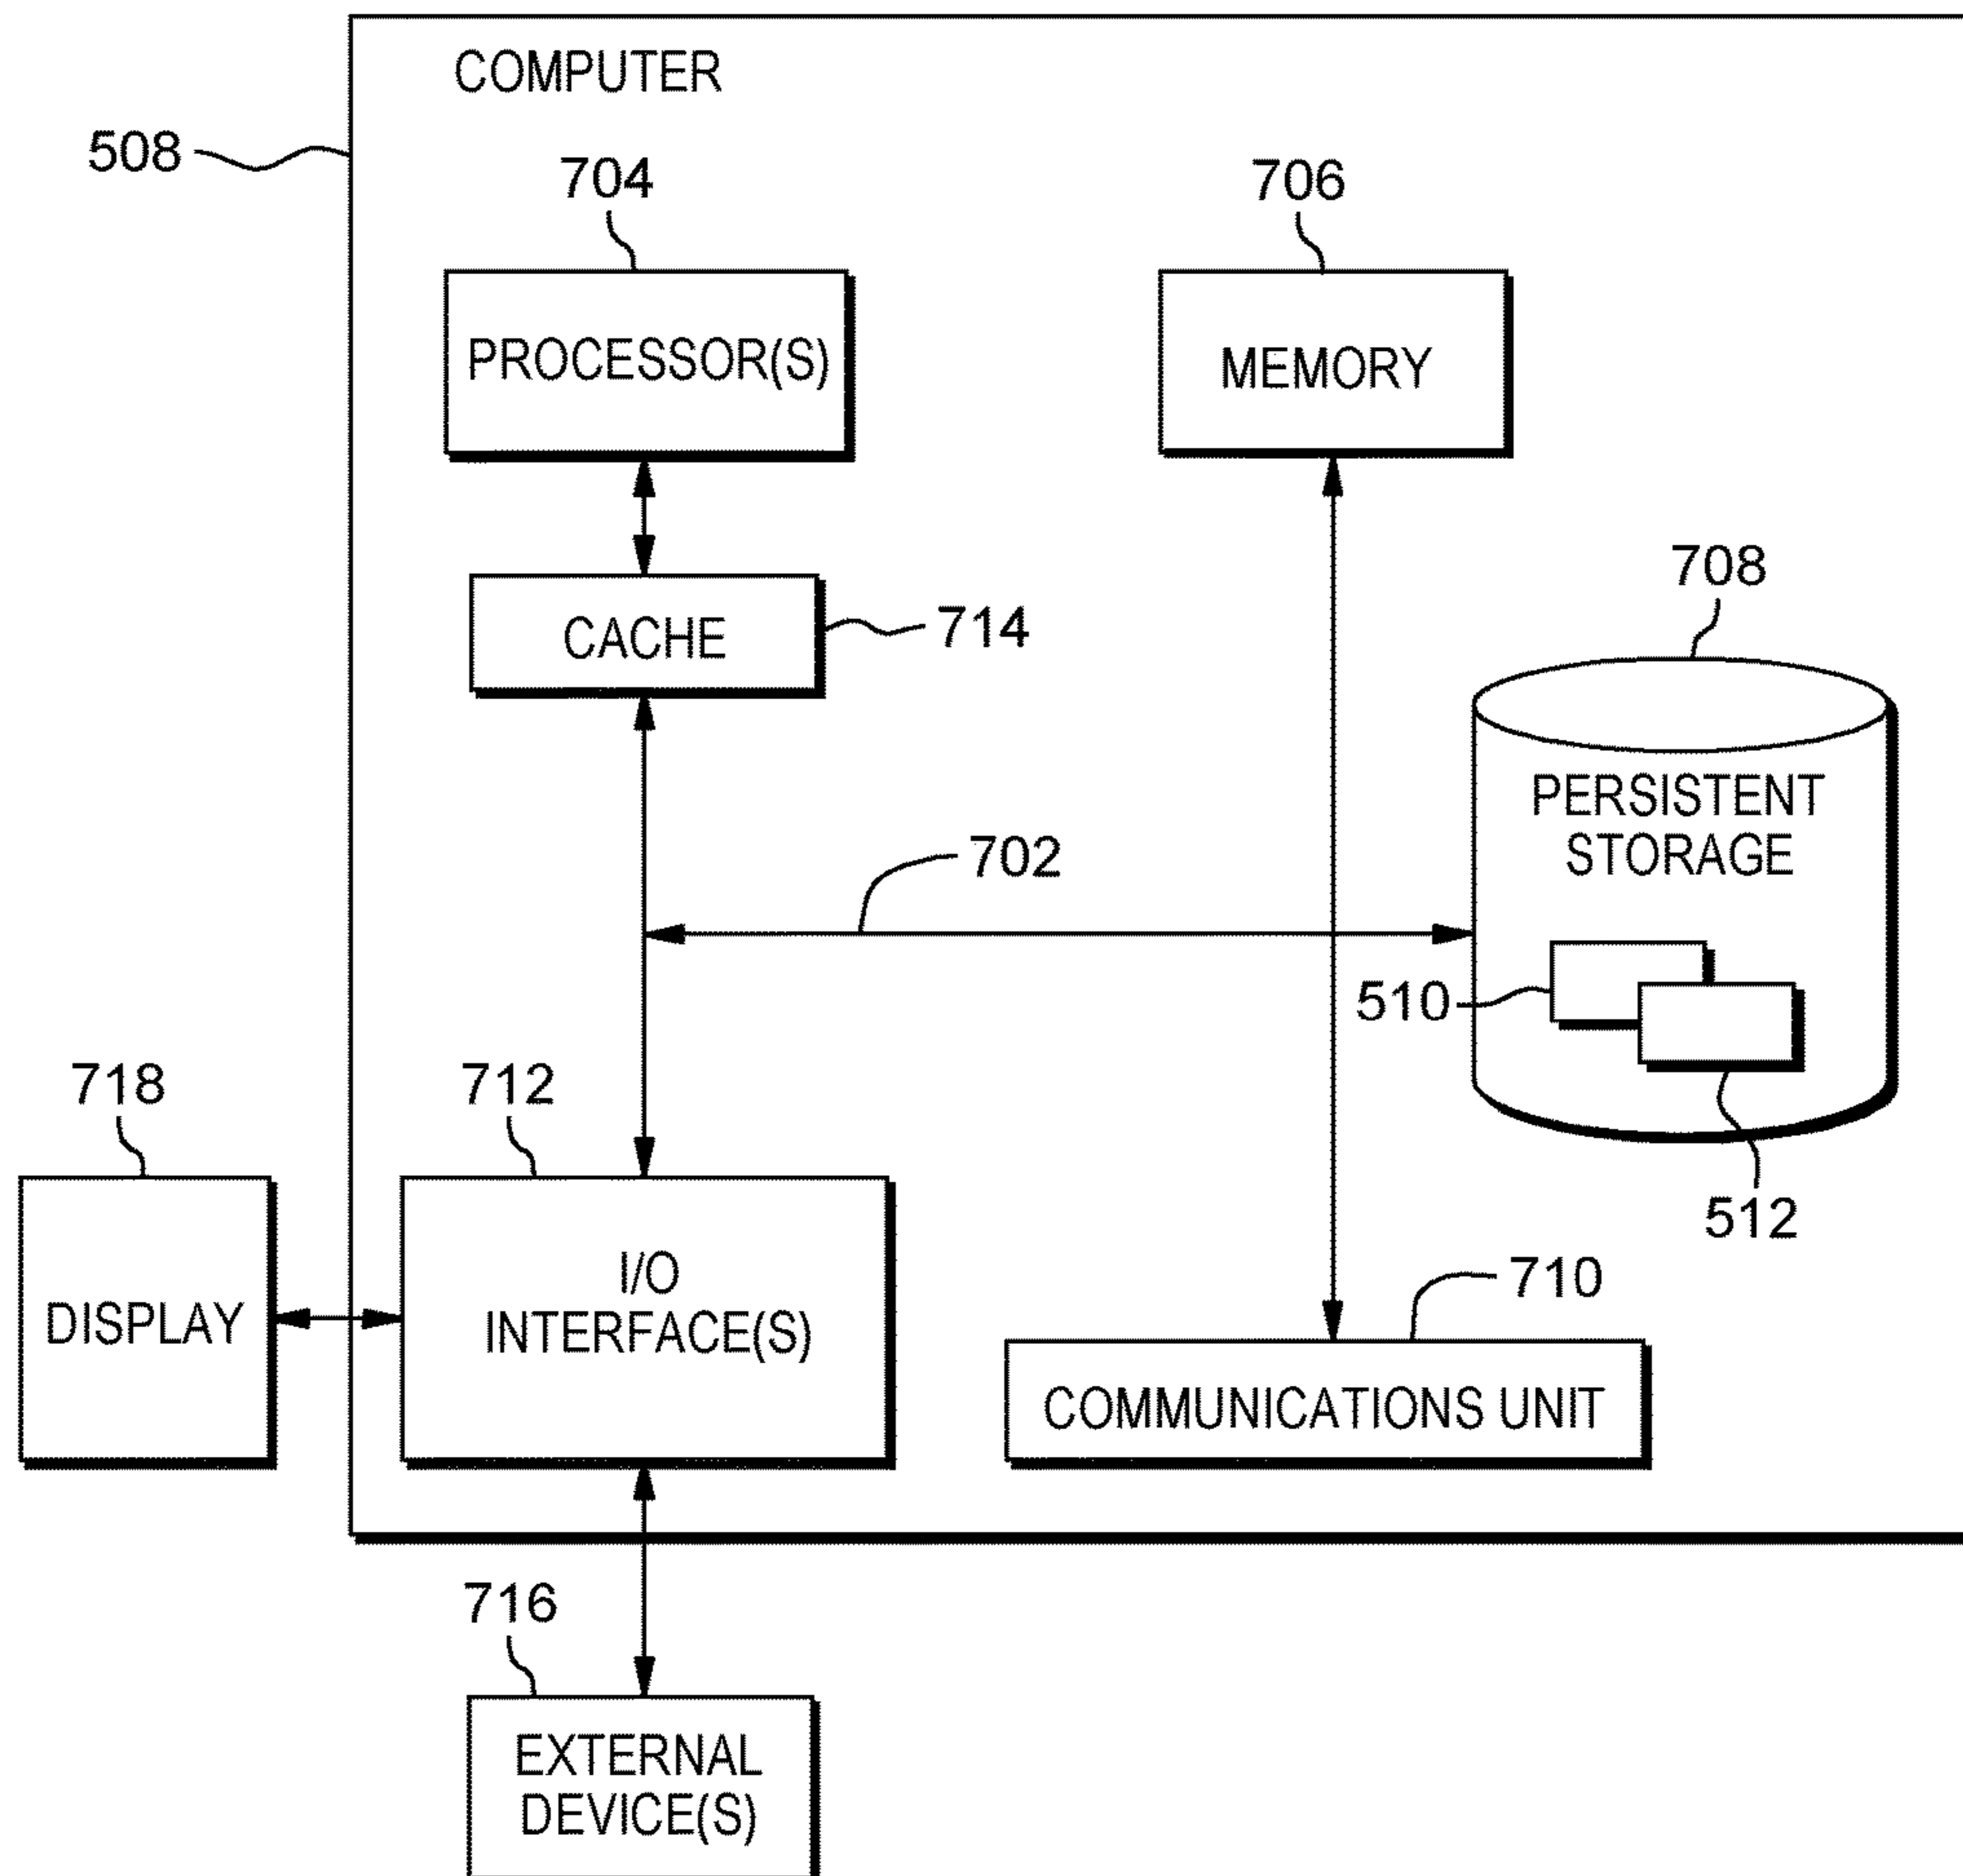 COMPUTER
508
704
706
PROCESSOR(S)
MEMORY
708
CACHE
714
PERSISTENT
STORAGE
702
510
718
712
512
I/O
INTERFACE(S)
710
DISPLAY
COMMUNICATIONS UNIT
716
EXTERNAL
DEVICE(S)